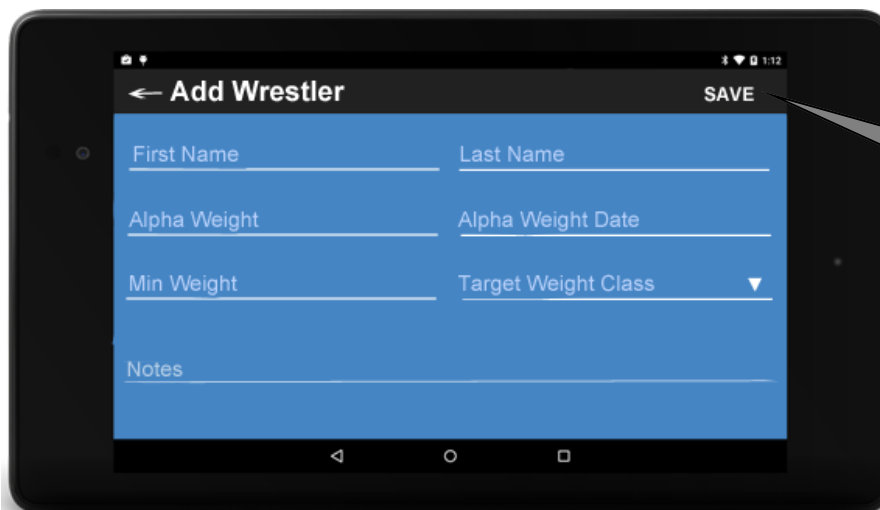 1:12
Add Wrestler SAVE
First Name Last Name
Alpha Weight Alpha Weight Date
Min Weight Target Weight Class
Notes